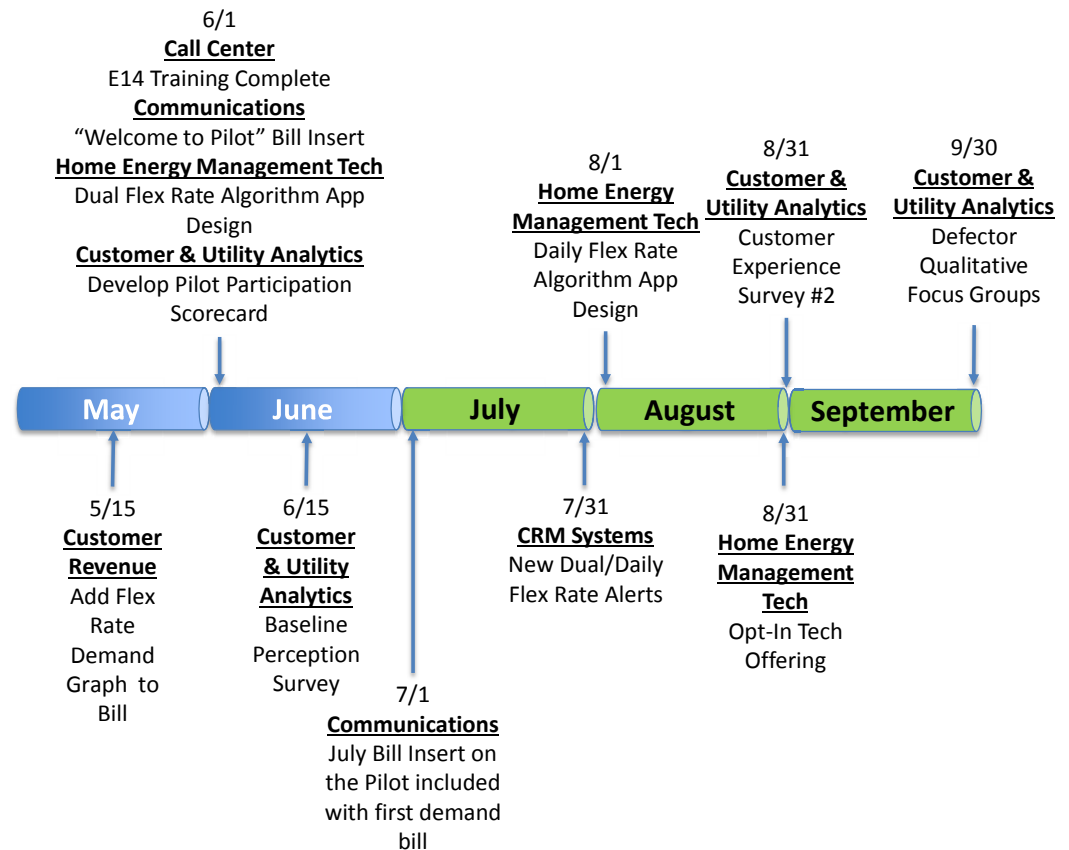 6/1
Call Center
E14 Training Complete
Communications
“Welcome to Pilot” Bill Insert
Home Energy Management Tech
Dual Flex Rate Algorithm App
Design
Customer & Utility Analytics
Develop Pilot Participation
Scorecard
8/1
Home Energy
Management Tech
Daily Flex Rate
Algorithm App
Design
8/31
Customer &
Utility Analytics
Customer
Experience
Survey #2
9/30
Customer &
Utility Analytics
Defector
Qualitative
Focus Groups
May
June
July
August
September
5/15
Customer
Revenue
Add Flex
Rate
Demand
Graph to
Bill
6/15
Customer
& Utility
Analytics
Baseline
Perception
Survey
7/1
Communications
July Bill Insert on
the Pilot included
with first demand
bill
7/31
CRM Systems
New Dual/Daily
Flex Rate Alerts
8/31
Home Energy
Management
Tech
Opt-In Tech
Offering